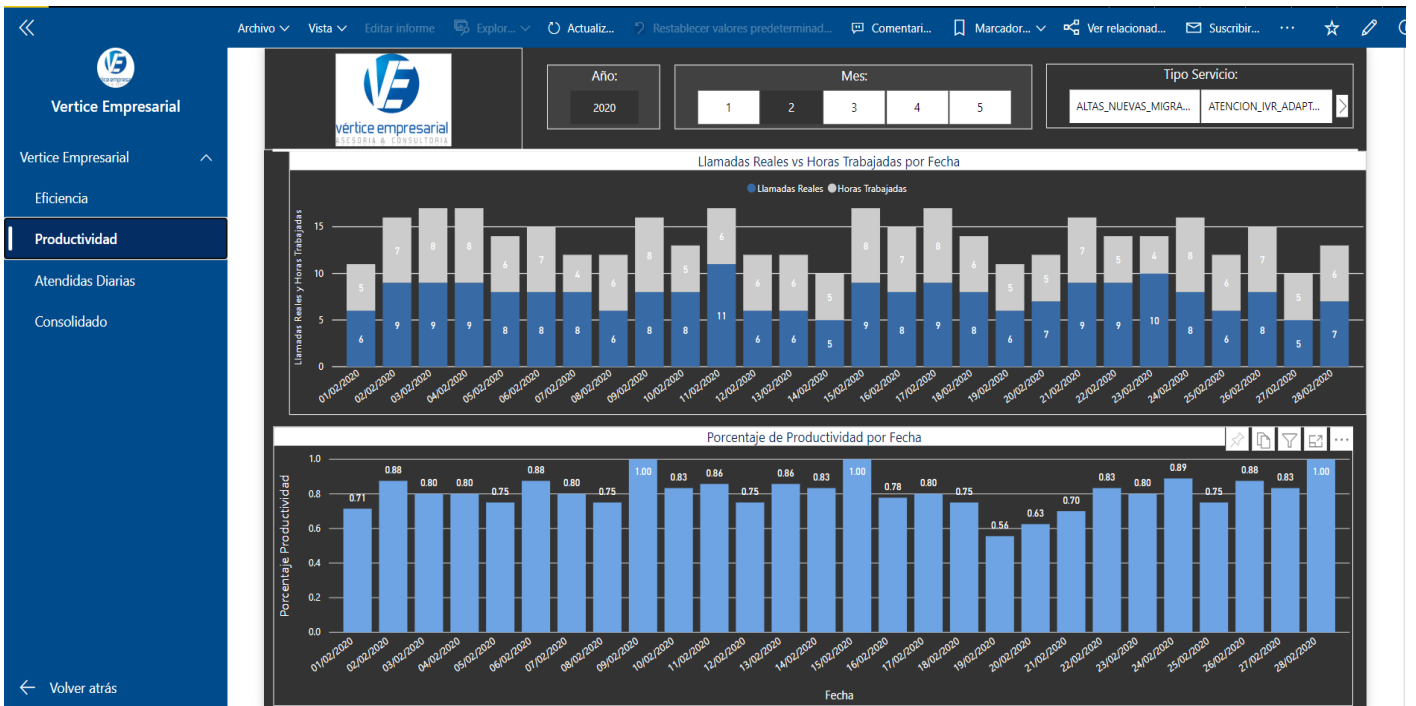 Archivo Vista Editar informe Explor... Actualiz... Restablecer valores predeterminad... Comentari... Marcador... Ver relacionad... Suscribir... ...
Vertice Empresarial
Vertice Empresarial
Eficiencia
Productividad
Atendidas Diarias
Consolidado
Volver atrás
VE
vértice empresarial
ASESORIA & CONSULTORIA
Año:
2020
Mes:
1 2 3 4 5
Tipo Servicio:
ALTAS_NUEVAS_MIGRA... ATENCION_IVR_ADAPT...
Llamadas Reales vs Horas Trabajadas por Fecha
Llamadas Reales Horas Trabajadas
Llamadas Reales y Horas Trabajadas
15
10
5
0
5 7 8 8 6 7 4 6 8 5 6 6 6 5 8 7 8 6 5 5 7 5 4 8 6 7 5 6
6 9 9 9 8 8 8 6 8 8 11 6 6 5 9 8 9 8 6 7 9 9 10 8 6 8 5 7
01/02/2020 02/02/2020 03/02/2020 04/02/2020 05/02/2020 06/02/2020 07/02/2020 08/02/2020 09/02/2020 10/02/2020 11/02/2020 12/02/2020 13/02/2020 14/02/2020 15/02/2020 16/02/2020 17/02/2020 18/02/2020 19/02/2020 20/02/2020 21/02/2020 22/02/2020 23/02/2020 24/02/2020 25/02/2020 26/02/2020 27/02/2020 28/02/2020
Porcentaje de Productividad por Fecha
Porcentaje Productividad
1.0
0.8
0.6
0.4
0.2
0.0
0.71 0.88 0.80 0.80 0.75 0.88 0.80 0.75 1.00 0.83 0.86 0.75 0.86 0.83 1.00 0.78 0.80 0.75 0.56 0.63 0.70 0.83 0.80 0.89 0.75 0.88 0.83 1.00
01/02/2020 02/02/2020 03/02/2020 04/02/2020 05/02/2020 06/02/2020 07/02/2020 08/02/2020 09/02/2020 10/02/2020 11/02/2020 12/02/2020 13/02/2020 14/02/2020 15/02/2020 16/02/2020 17/02/2020 18/02/2020 19/02/2020 20/02/2020 21/02/2020 22/02/2020 23/02/2020 24/02/2020 25/02/2020 26/02/2020 27/02/2020 28/02/2020
Fecha